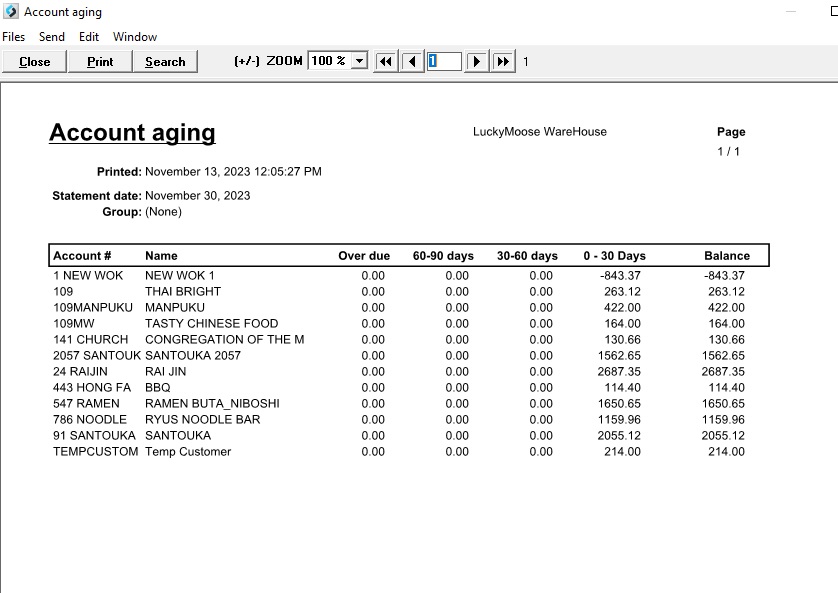 Account aging
Files Send Edit Window
Close Print Search (+/-) ZOOM 100 % 1 1
Account aging LuckyMoose WareHouse Page
1 / 1
Printed: November 13, 2023 12:05:27 PM
Statement date: November 30, 2023
Group: (None)
Account # Name Over due 60-90 days 30-60 days 0 - 30 Days Balance
1 NEW WOK NEW WOK 1 0.00 0.00 0.00 -843.37 -843.37
109 THAI BRIGHT 0.00 0.00 0.00 263.12 263.12
109MANPUKU MANPUKU 0.00 0.00 0.00 422.00 422.00
109MW TASTY CHINESE FOOD 0.00 0.00 0.00 164.00 164.00
141 CHURCH CONGREGATION OF THE M 0.00 0.00 0.00 130.66 130.66
2057 SANTOUK SANTOUKA 2057 0.00 0.00 0.00 1562.65 1562.65
24 RAIJIN RAI JIN 0.00 0.00 0.00 2687.35 2687.35
443 HONG FA BBQ 0.00 0.00 0.00 114.40 114.40
547 RAMEN RAMEN BUTA_NIBOSHI 0.00 0.00 0.00 1650.65 1650.65
786 NOODLE RYUS NOODLE BAR 0.00 0.00 0.00 1159.96 1159.96
91 SANTOUKA SANTOUKA 0.00 0.00 0.00 2055.12 2055.12
TEMPCUSTOM Temp Customer 0.00 0.00 0.00 214.00 214.00